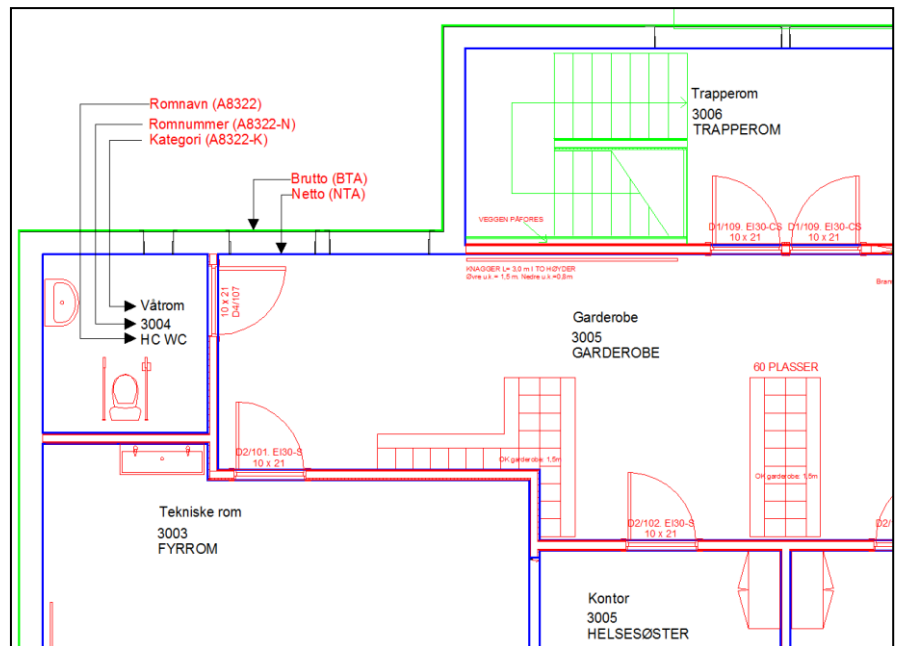 Romnavn (A8322)
Romnummer (A8322-N)
Kategori (A8322-K)
Brutto (BTA)
Netto (NTA)
Trapperom
3006
TRAPPEROM
VEGGEN PÅFORES
D1/109. EI30-CS
10 x 21
D1/109. EI30-CS
10 x 21
KNAGGER L= 3,0 m I TO HØYDER
Øvre u.k.= 1,5 m. Nedre u.k.=0,8m
10 x 21
D4/107
Våtrom
3004
HC WC
Garderobe
3005
GARDEROBE
60 PLASSER
D2/101. EI30-S
10 x 21
OK garderobe: 1,5m
OK garderobe: 1,5m
Tekniske rom
3003
FYRROM
D2/102. EI30-S
10 x 21
Kontor
3005
HELSESØSTER